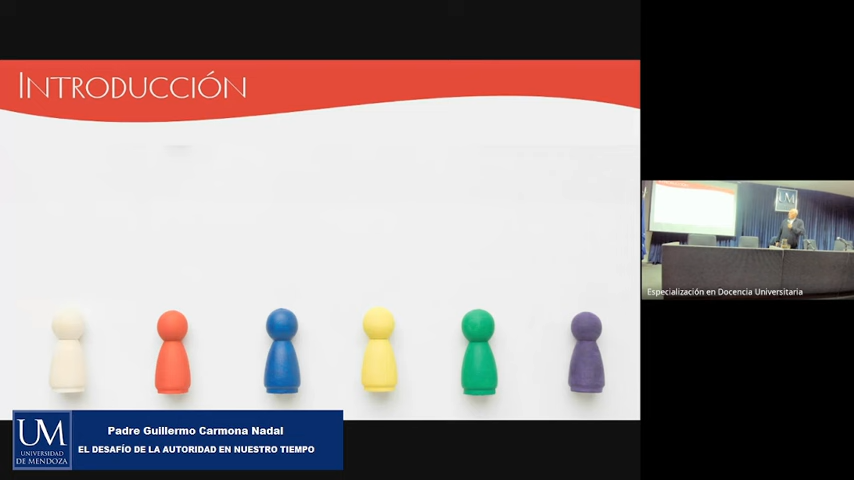 INTRODUCCIÓN
UM
Especialización en Docencia Universitaria
Padre Guillermo Carmona Nadal
EL DESAFÍO DE LA AUTORIDAD EN NUESTRO TIEMPO
UM
UNIVERSIDAD
DE MENDOZA